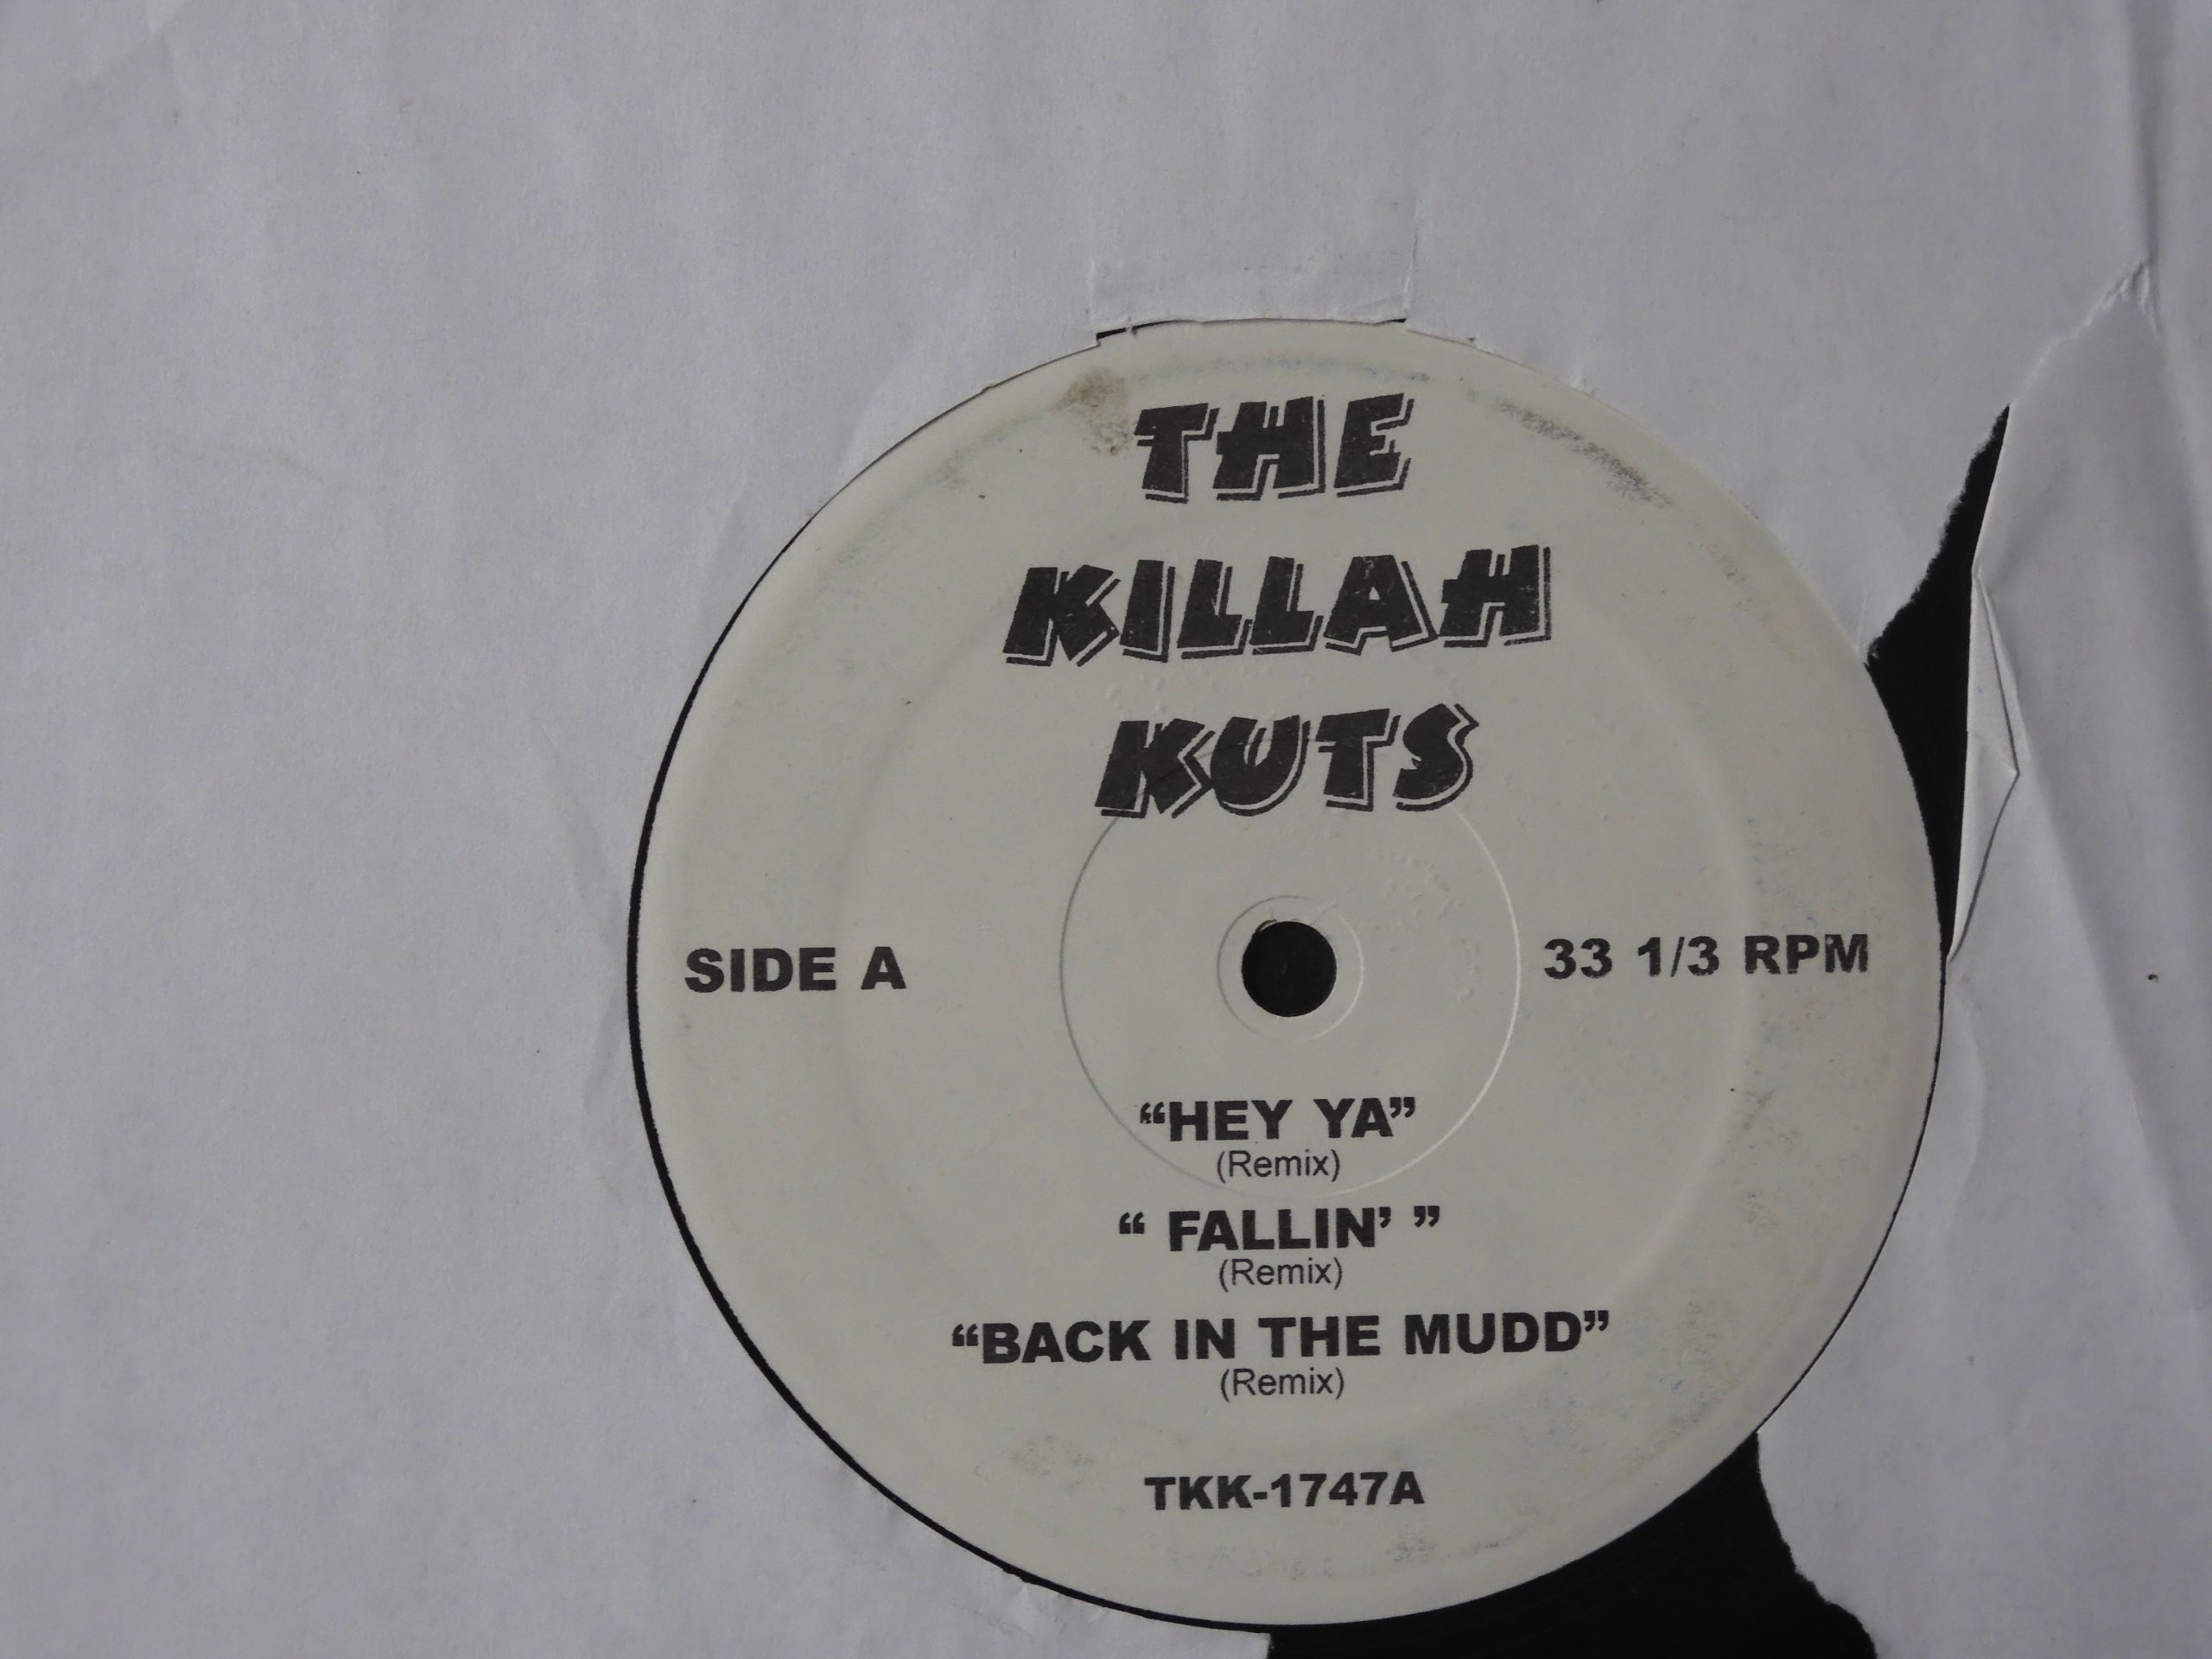 THE
KILLAH
KUTS
SIDE A
33 1/3 RPM
“HEY YA”
(Remix)
“ FALLIN’ ”
(Remix)
“BACK IN THE MUDD”
(Remix)
TKK-1747A